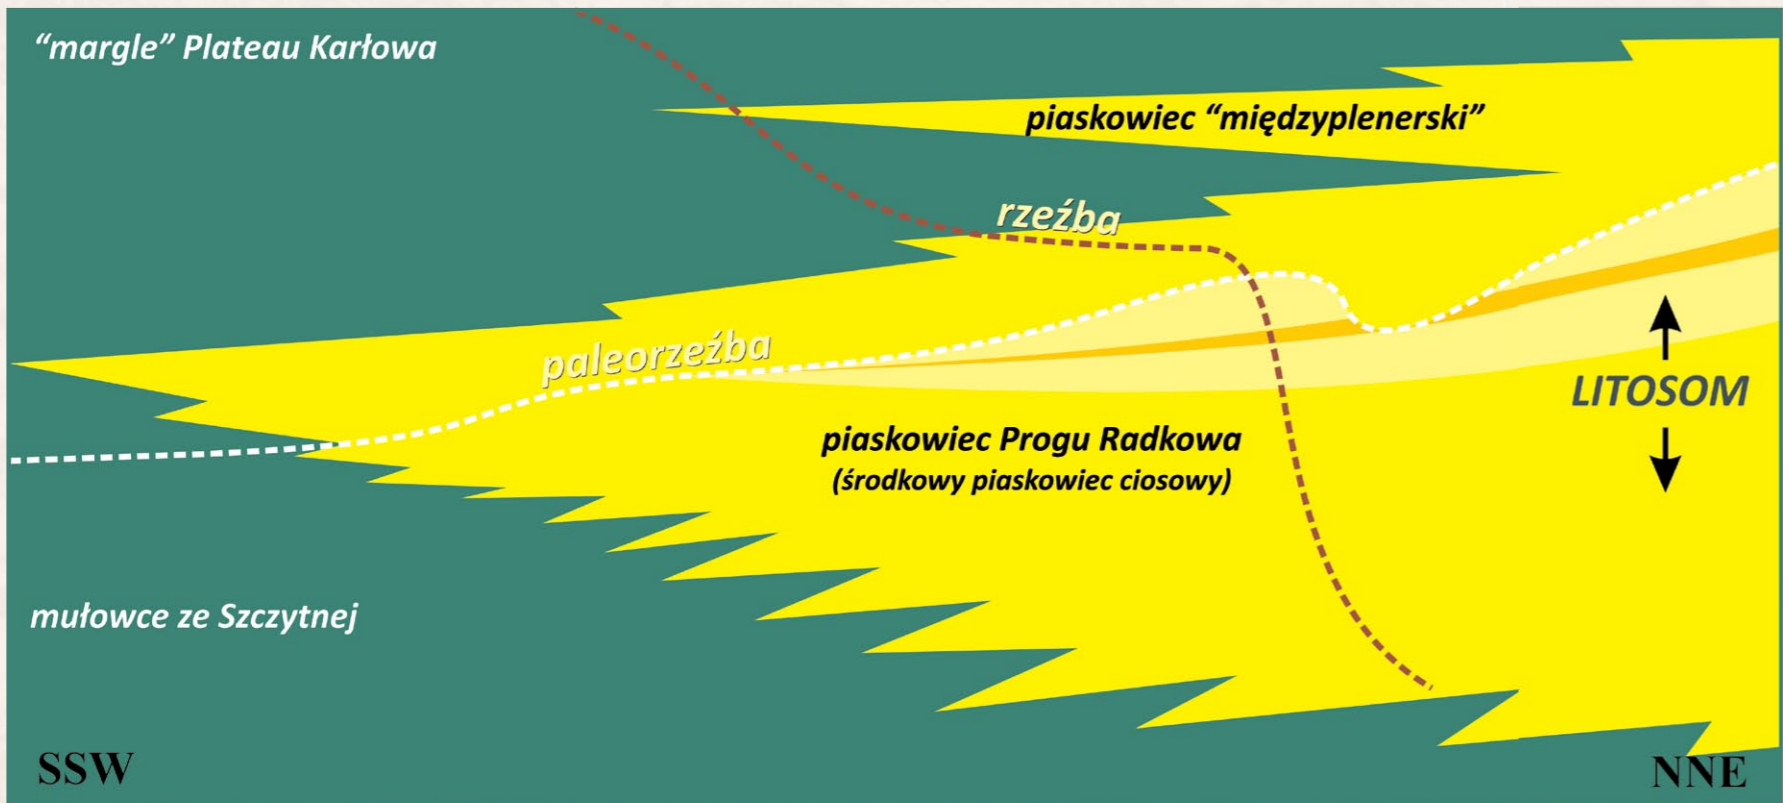 “margle” Plateau Karłowa
piaskowiec “międzyplenerski”
rzeźba
paleorzeźba
LITOSOM
piaskowiec Progu Radkowa
(środkowy piaskowiec ciosowy)
mułowce ze Szczytnej
SSW
NNE